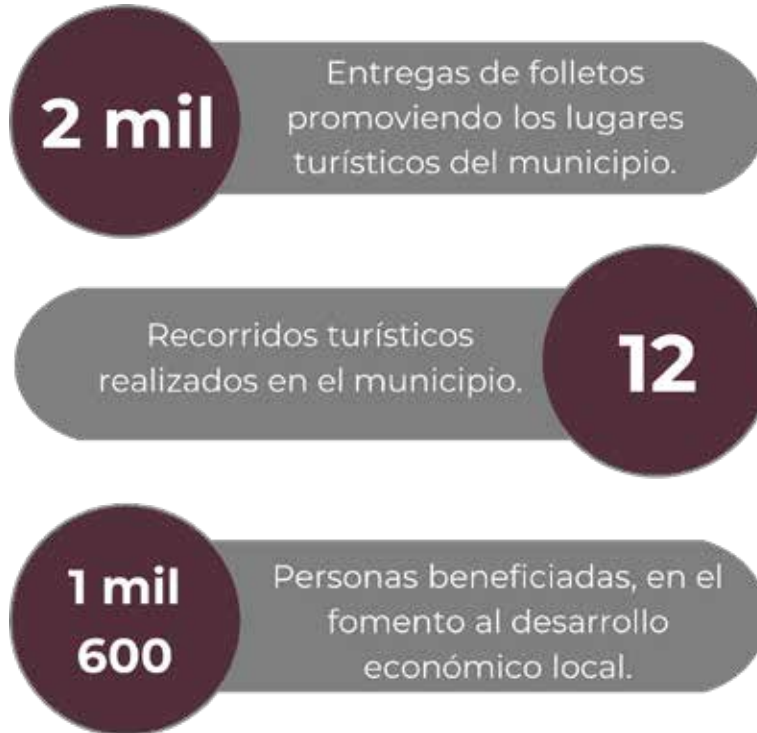 2 mil
Entregas de folletos
promoviendo los lugares
turísticos del municipio.
Recorridos turísticos
realizados en el municipio.
12
1 mil
600
Personas beneficiadas, en el
fomento al desarrollo
económico local.